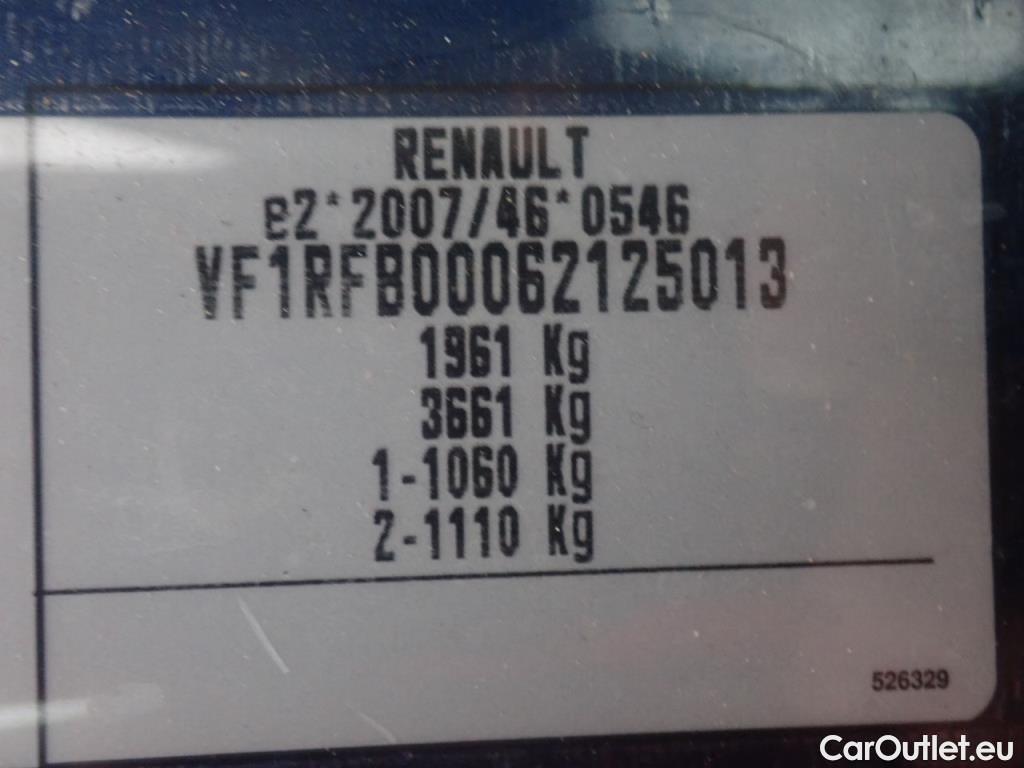 RENAULT
e2*2007/46*0546
VF1RFB00062125013
1961 Kg
3661 Kg
1-1060 Kg
2-1110 Kg
526329
CarOutlet.eu